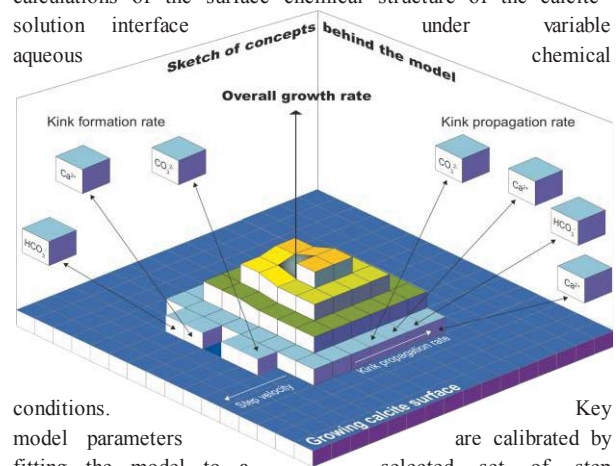 calculations of the surface chemical structure of the calcite
solution interface under variable
aqueous chemical
Sketch of concepts behind the model
Overall growth rate
Kink formation rate
Kink propagation rate
Ca²⁺
CO₃²⁻
HCO₃⁻
CO₃²⁻
Ca²⁺
HCO₃⁻
Ca²⁺
Step velocity
Kink propagation rate
Growing calcite surface
conditions. Key
model parameters are calibrated by
fitting the model to a selected set of step